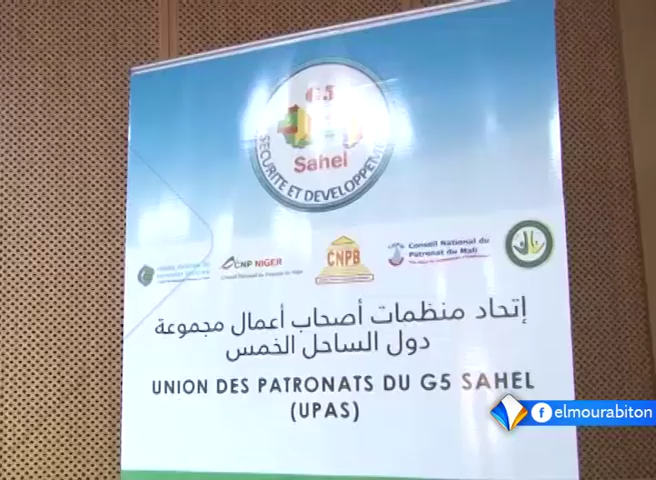 G5
Sahel
SECURITE ET DEVELOPPEMENT
CNP NIGER
CNPB
Conseil National du
Patronat du Mali
إتحاد منظمات أصحاب أعمال مجموعة
دول الساحل الخمس
UNION DES PATRONATS DU G5 SAHEL
(UPAS)
elmourabiton